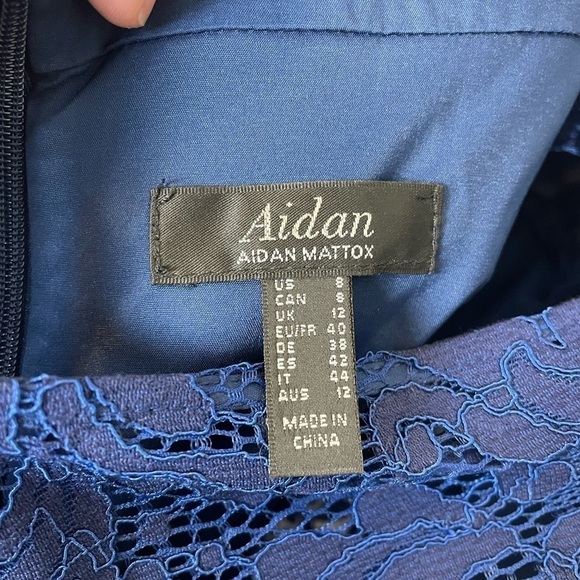 Aidan
AIDAN MATTOX
US 8
CAN 8
UK 12
EU/FR 40
DE 38
ES 42
IT 44
AUS 12
MADE IN
CHINA